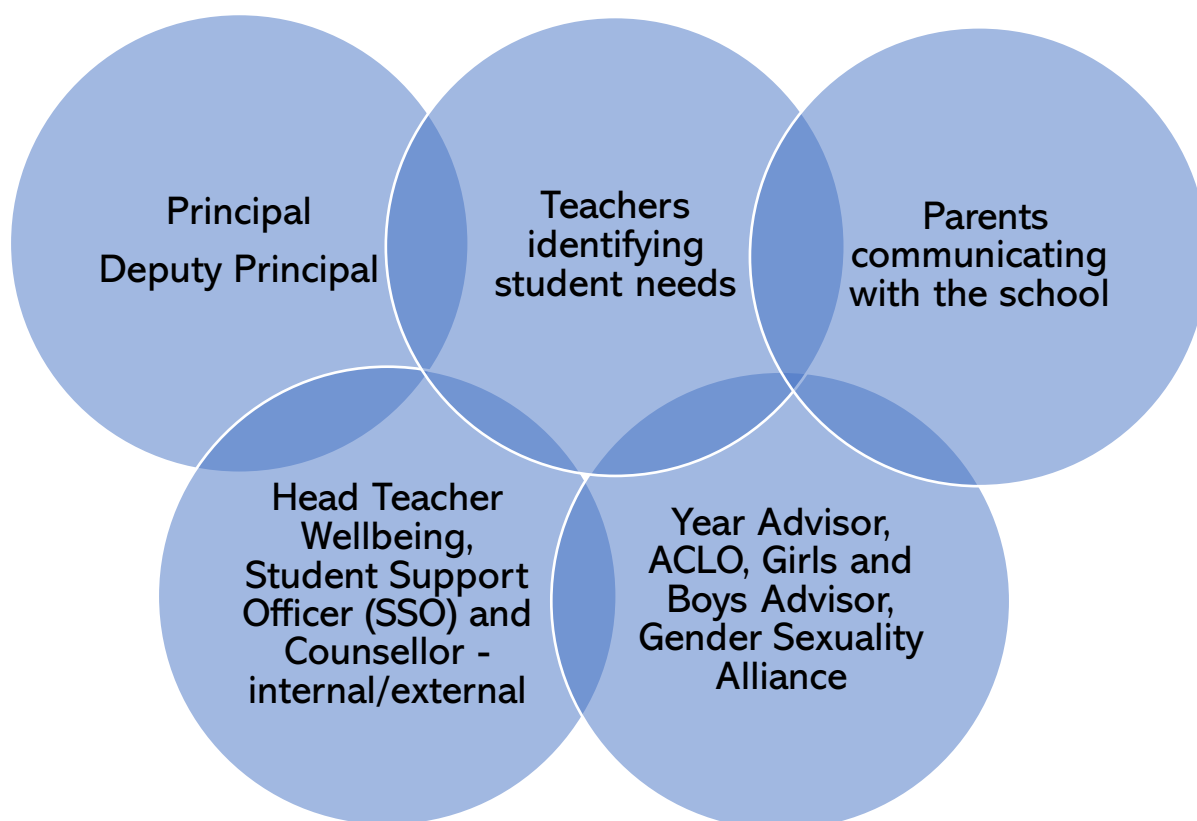 Principal
Deputy Principal
Teachers
identifying
student needs
Parents
communicating
with the school
Head Teacher
Wellbeing,
Student Support
Officer (SSO) and
Counsellor -
internal/external
Year Advisor,
ACLO, Girls and
Boys Advisor,
Gender Sexuality
Alliance